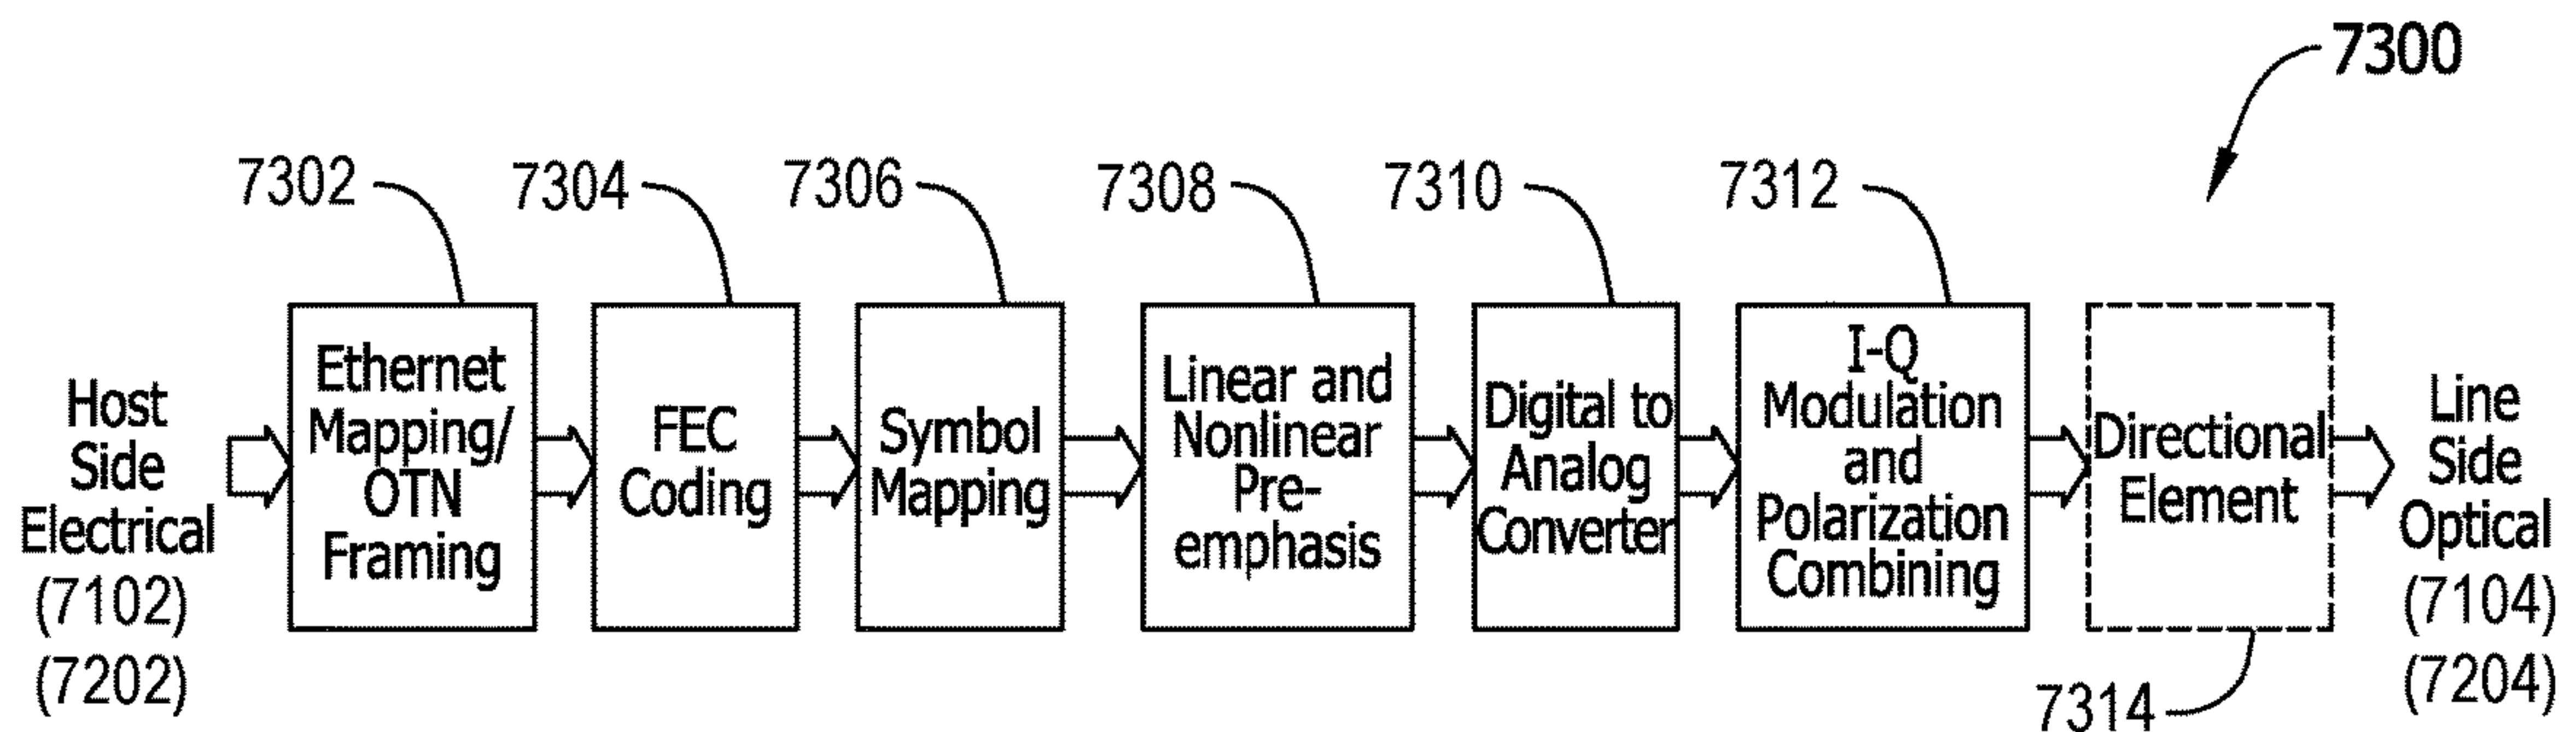 7300
7302
7304
7306
7308
7310
7312
Host
Side
Electrical
(7102)
(7202)
Ethernet
Mapping/
OTN
Framing
FEC
Coding
Symbol
Mapping
Linear and
Nonlinear
Pre-
emphasis
Digital to
Analog
Converter
I-Q
Modulation
and
Polarization
Combining
Directional
Element
Line
Side
Optical
(7104)
(7204)
7314